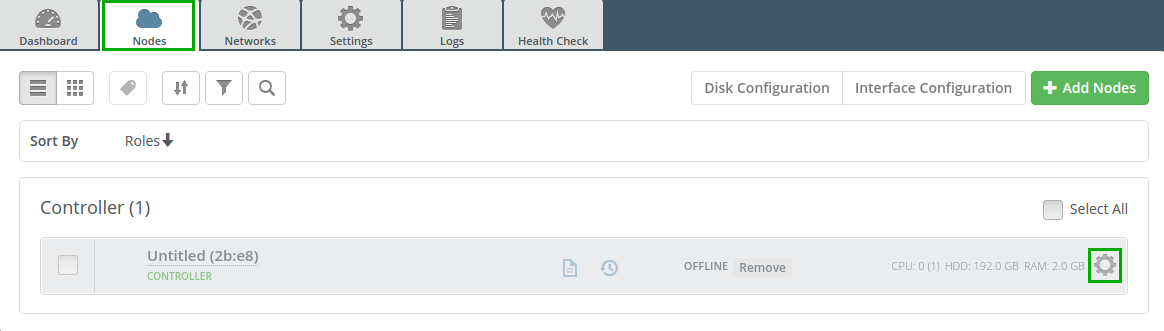 Dashboard Nodes Networks Settings Logs Health Check
Disk Configuration Interface Configuration Add Nodes
Sort By Roles
Controller (1) Select All
Untitled (2b:e8)
CONTROLLER
OFFLINE Remove CPU: 0 (1) HDD: 192.0 GB RAM: 2.0 GB